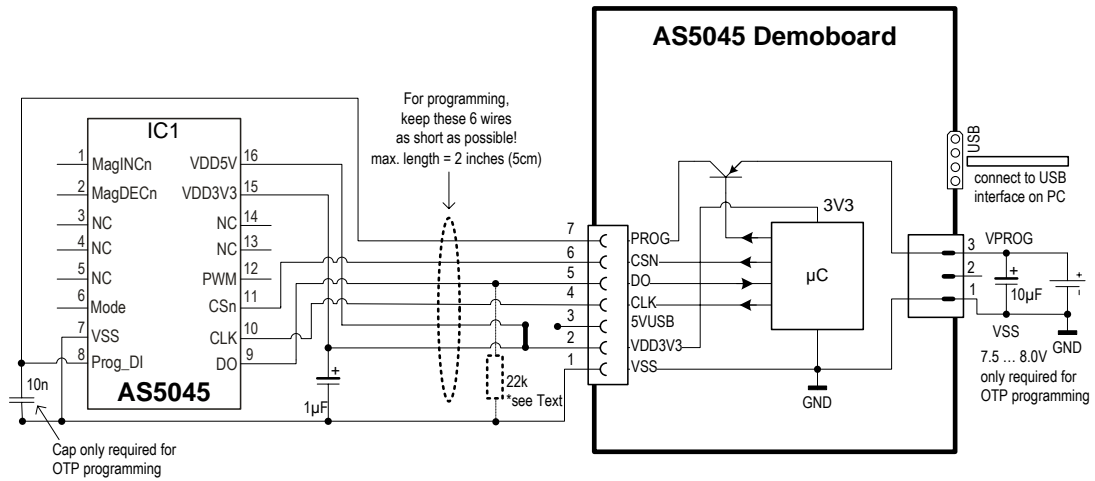 AS5045 Demoboard
For programming,
keep these 6 wires
as short as possible!
max. length = 2 inches (5cm)
IC1
1 MagINCn
2 MagDECn
3 NC
4 NC
5 NC
6 Mode
7 VSS
8 Prog_DI
VDD5V 16
VDD3V3 15
NC 14
NC 13
PWM 12
CSn 11
CLK 10
DO 9
AS5045
10n
Cap only required for
OTP programming
1µF
22k
*see Text
7 PROG
6 CSN
5 DO
4 CLK
3 5VUSB
2 VDD3V3
1 VSS
3V3
µC
GND
USB
connect to USB
interface on PC
3 VPROG
2
1
+
10µF
+
-
VSS
GND
7.5 ... 8.0V
only required for
OTP programming
+